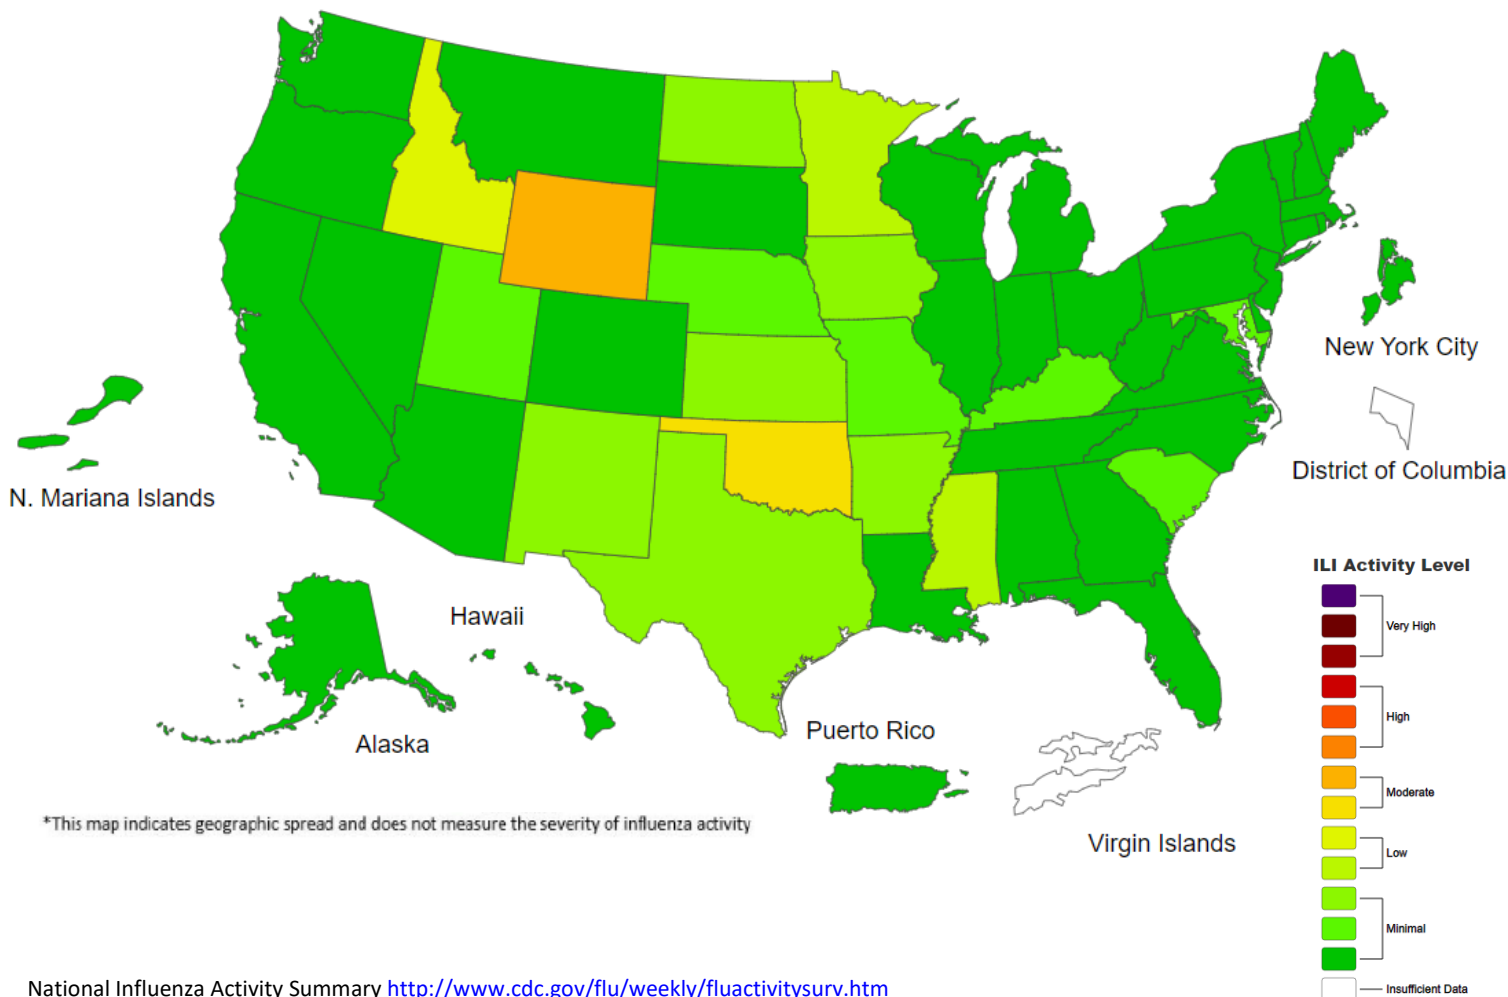 New York City
District of Columbia
N. Mariana Islands
ILI Activity Level
Very High
High
Moderate
Low
Minimal
Insufficient Data
Hawaii
Alaska
Puerto Rico
Virgin Islands
*This map indicates geographic spread and does not measure the severity of influenza activity
National Influenza Activity Summary http://www.cdc.gov/flu/weekly/fluactivitysurv.htm